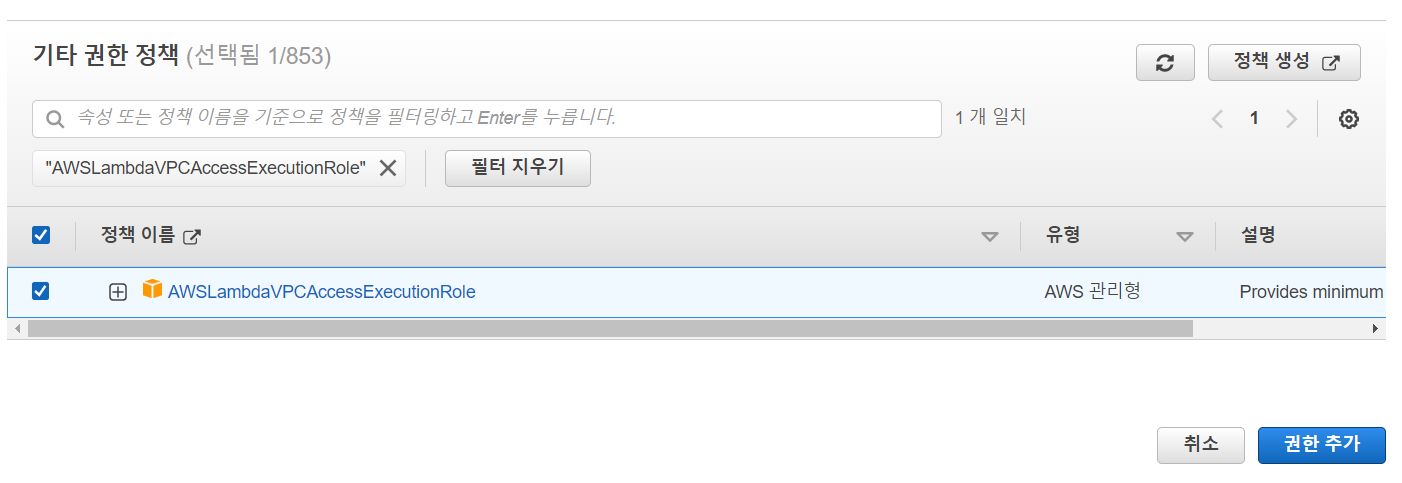 기타 권한 정책 (선택됨 1/853)
정책 생성
속성 또는 정책 이름을 기준으로 정책을 필터링하고 Enter를 누릅니다.
1 개 일치
1
"AWSLambdaVPCAccessExecutionRole"
필터 지우기
정책 이름
유형
설명
AWSLambdaVPCAccessExecutionRole
AWS 관리형
Provides minimum
취소
권한 추가